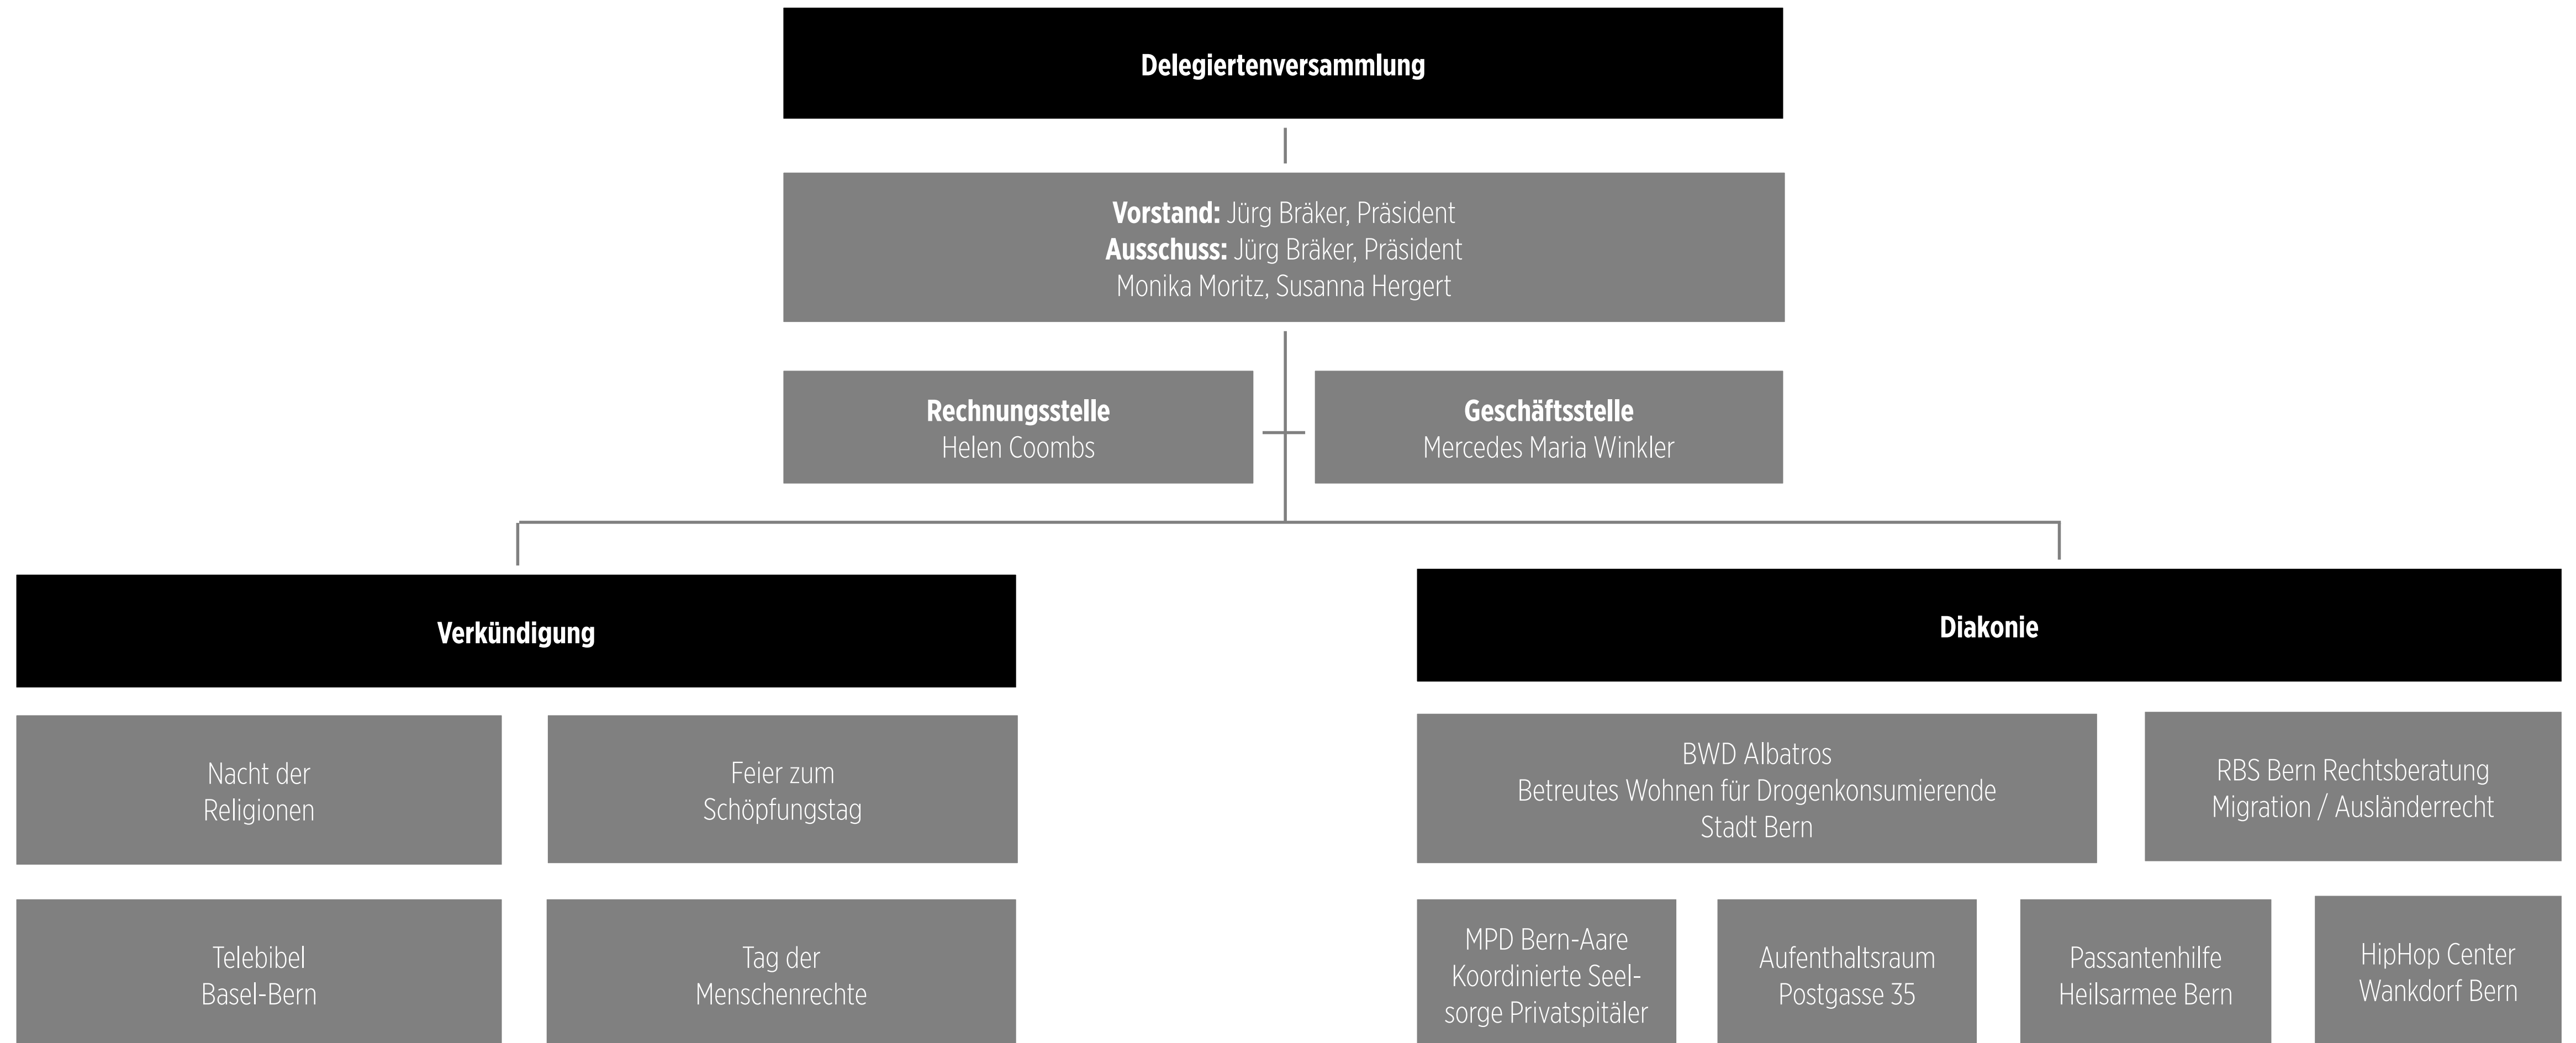 Delegiertenversammlung
Vorstand: Jürg Bräker, Präsident
Ausschuss: Jürg Bräker, Präsident
Monika Moritz, Susanna Hergert
Rechnungsstelle
Helen Coombs
Geschäftsstelle
Mercedes Maria Winkler
Verkündigung
Nacht der
Religionen
Feier zum
Schöpfungstag
Telebibel
Basel-Bern
Tag der
Menschenrechte
Diakonie
BWD Albatros
Betreutes Wohnen für Drogenkonsumierende
Stadt Bern
RBS Bern Rechtsberatung
Migration / Ausländerrecht
MPD Bern-Aare
Koordinierte Seel-
sorge Privatspitäler
Aufenthaltsraum
Postgasse 35
Passantenhilfe
Heilsarmee Bern
HipHop Center
Wankdorf Bern